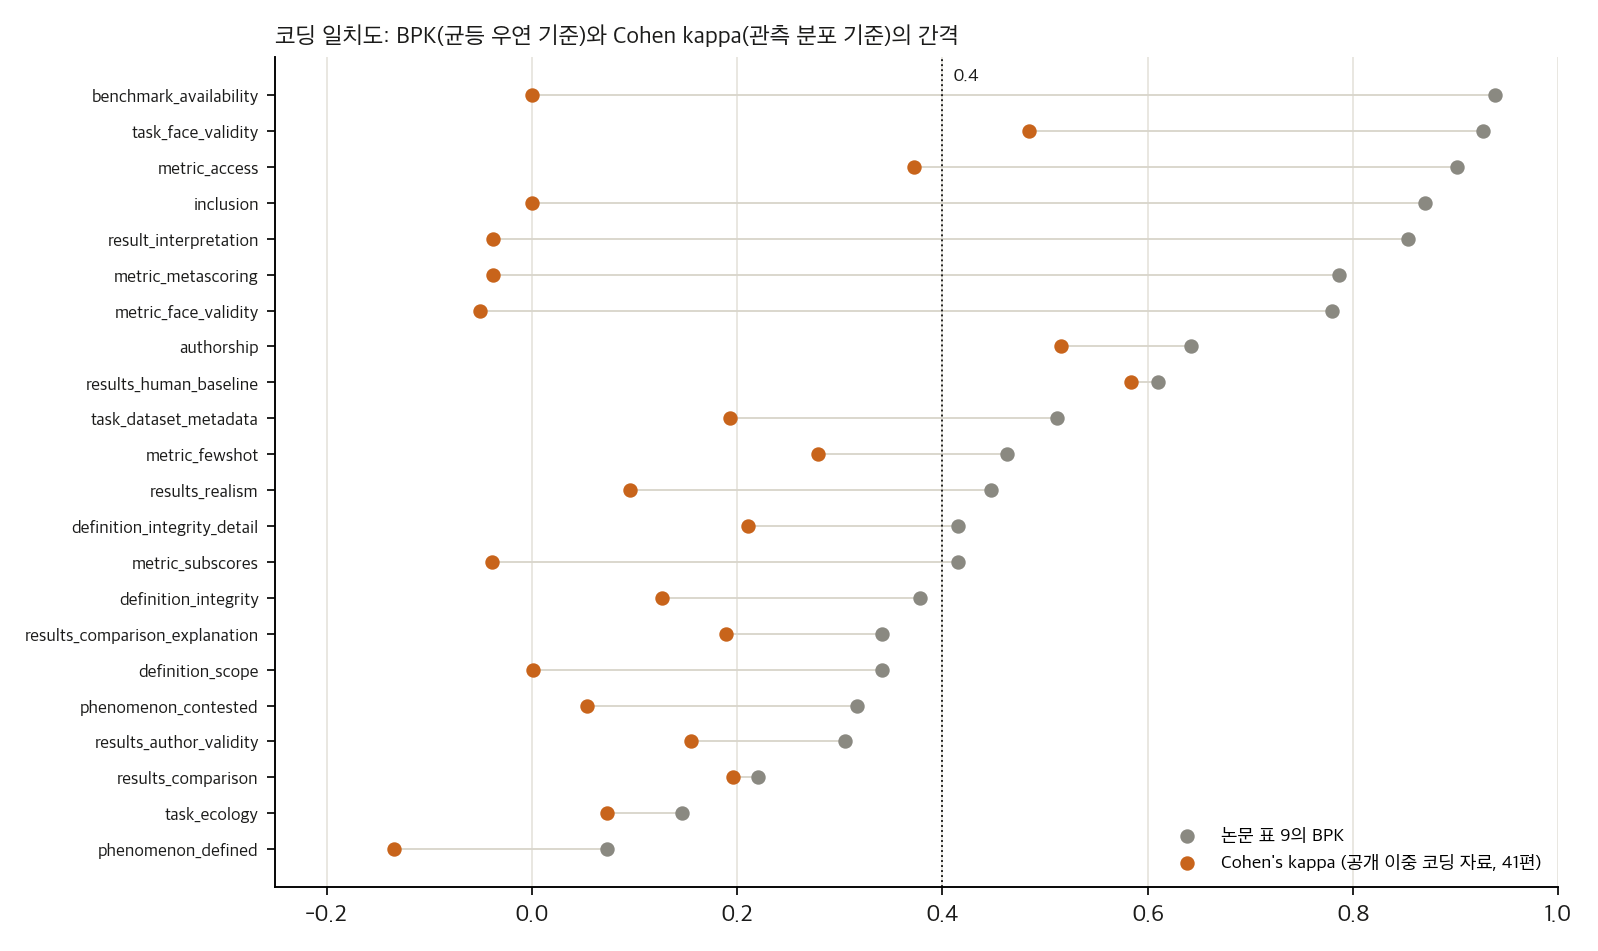 코딩 일치도: BPK(균등 우연 기준)와 Cohen kappa(관측 분포 기준)의 간격
0.4
benchmark_availability
task_face_validity
metric_access
inclusion
result_interpretation
metric_metascoring
metric_face_validity
authorship
results_human_baseline
task_dataset_metadata
metric_fewshot
results_realism
definition_integrity_detail
metric_subscores
definition_integrity
results_comparison_explanation
definition_scope
phenomenon_contested
results_author_validity
results_comparison
task_ecology
phenomenon_defined
논문 표 9의 BPK
Cohen's kappa (공개 이중 코딩 자료, 41편)
-0.2
0.0
0.2
0.4
0.6
0.8
1.0